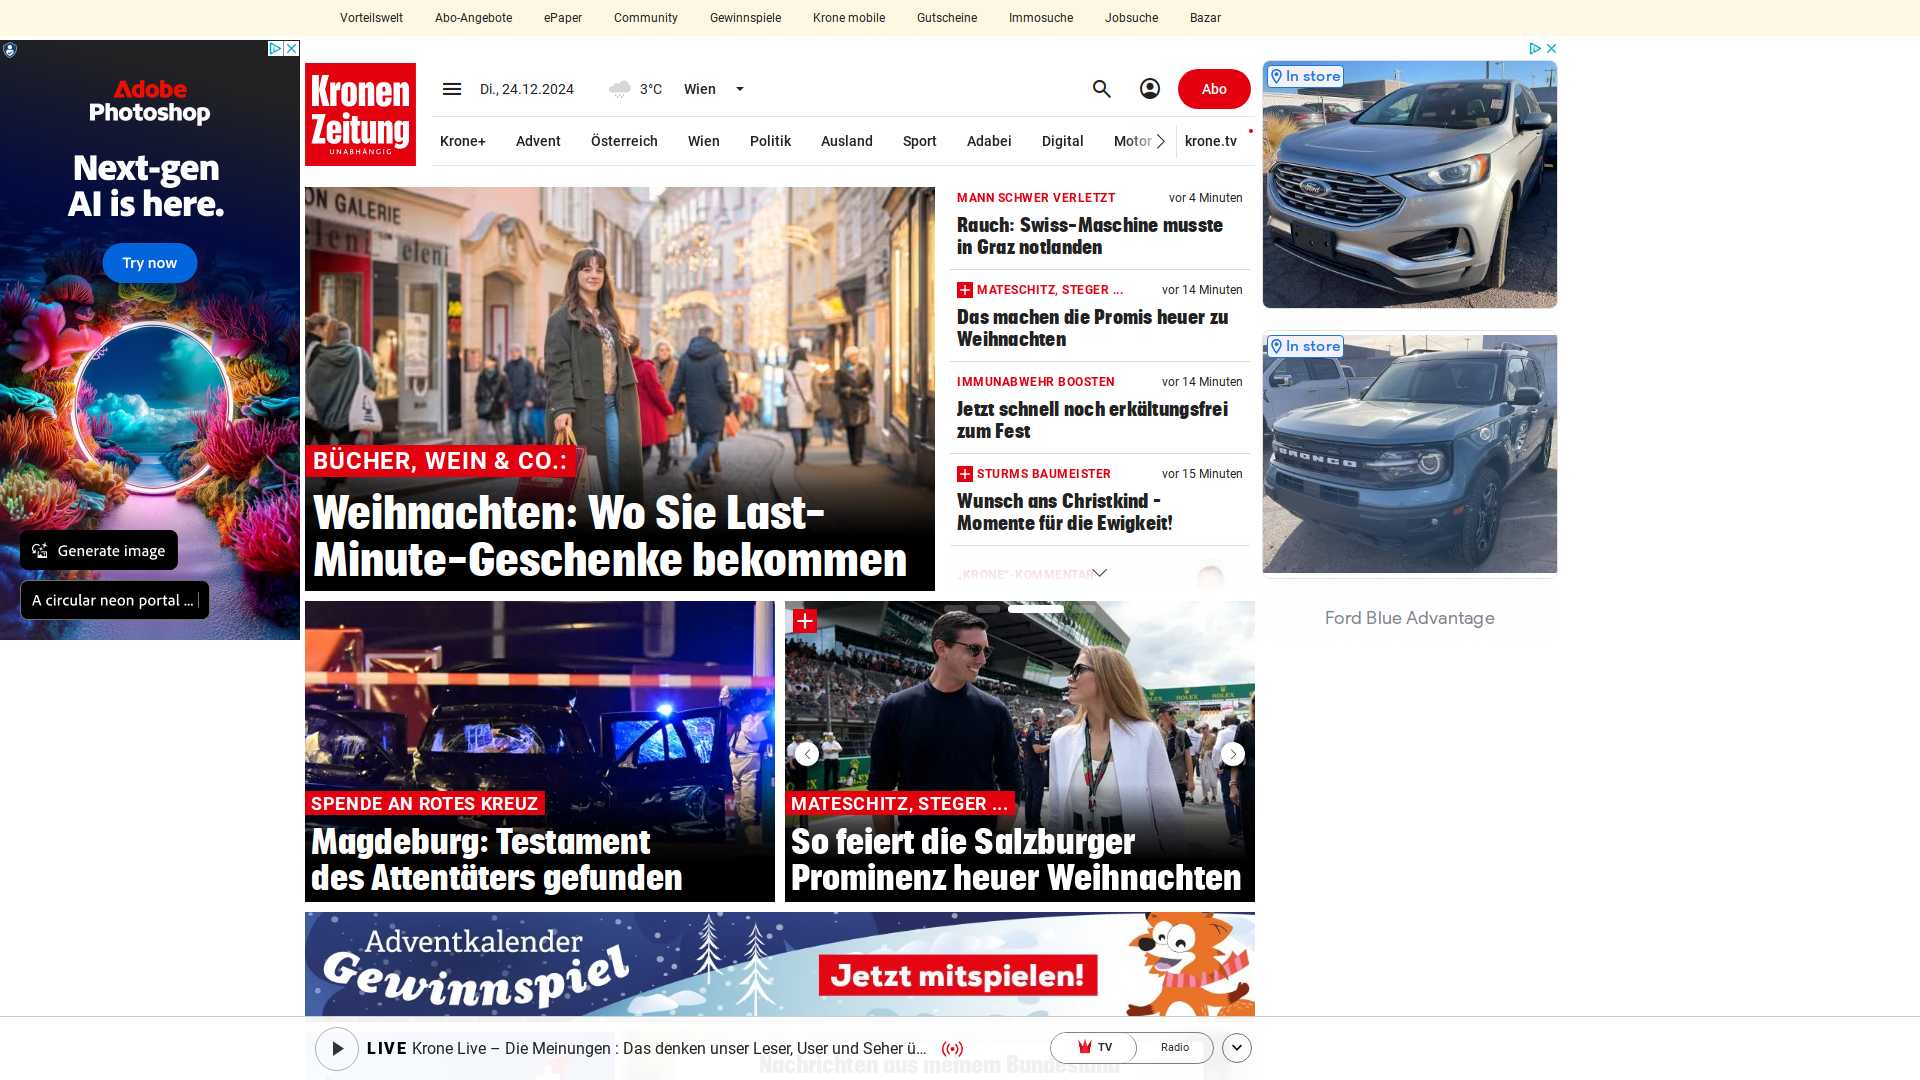 Vorteilswelt
Abo-Angebote
ePaper
Community
Gewinnspiele
Krone mobile
Gutscheine
Immosuche
Jobsuche
Bazar
Adobe
Photoshop
Next-gen
AI is here.
Try now
Generate image
A circular neon portal ...
Kronen
Zeitung
UNABHÄNGIG
Di., 24.12.2024
3°C
Wien
Abo
Krone+
Advent
Österreich
Wien
Politik
Ausland
Sport
Adabei
Digital
Motor
krone.tv
ON GALERIE
eleni
BÜCHER, WEIN & CO.:
Weihnachten: Wo Sie Last-
Minute-Geschenke bekommen
MANN SCHWER VERLETZT
vor 4 Minuten
Rauch: Swiss-Maschine musste
in Graz notlanden
MATESCHITZ, STEGER ...
vor 14 Minuten
Das machen die Promis heuer zu
Weihnachten
IMMUNABWEHR BOOSTEN
vor 14 Minuten
Jetzt schnell noch erkältungsfrei
zum Fest
STURMS BAUMEISTER
vor 15 Minuten
Wunsch ans Christkind -
Momente für die Ewigkeit!
„KRONE“-KOMMENTAR
In store
Ford
In store
BRONCO
Ford Blue Advantage
SPENDE AN ROTES KREUZ
Magdeburg: Testament
des Attentäters gefunden
ROLEX
ROLEX
ROLEX
MATESCHITZ, STEGER ...
So feiert die Salzburger
Prominenz heuer Weihnachten
Adventkalender
Gewinnspiel
Jetzt mitspielen!
LIVE Krone Live – Die Meinungen : Das denken unser Leser, User und Seher ü...
TV
Radio
Nachrichten aus meinem Bundesland